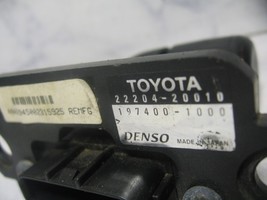 TOYOTA
22204-20010
197400-1000
DENSO MADE IN JAPAN
REMFG